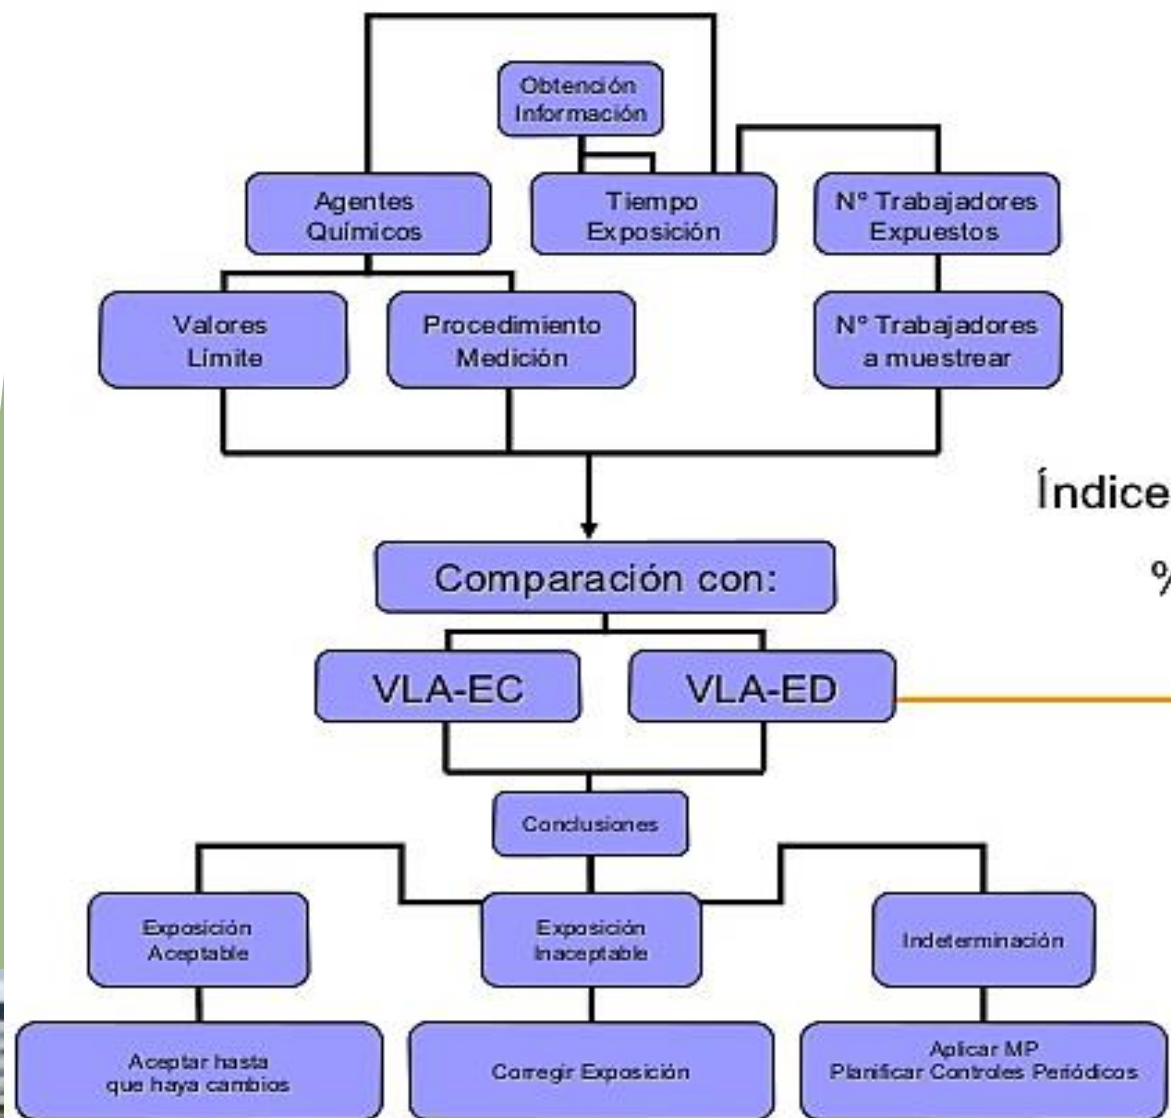 Obtención
Información
Agentes
Químicos
Tiempo
Exposición
Nº Trabajadores
Expuestos
Valores
Límite
Procedimiento
Medición
Nº Trabajadores
a muestrear
Índice
%
Comparación con:
VLA-EC
VLA-ED
Conclusiones
Exposición
Aceptable
Exposición
Inaceptable
Indeterminación
Aceptar hasta
que haya cambios
Corregir Exposición
Aplicar MP
Planificar Controles Periódicos